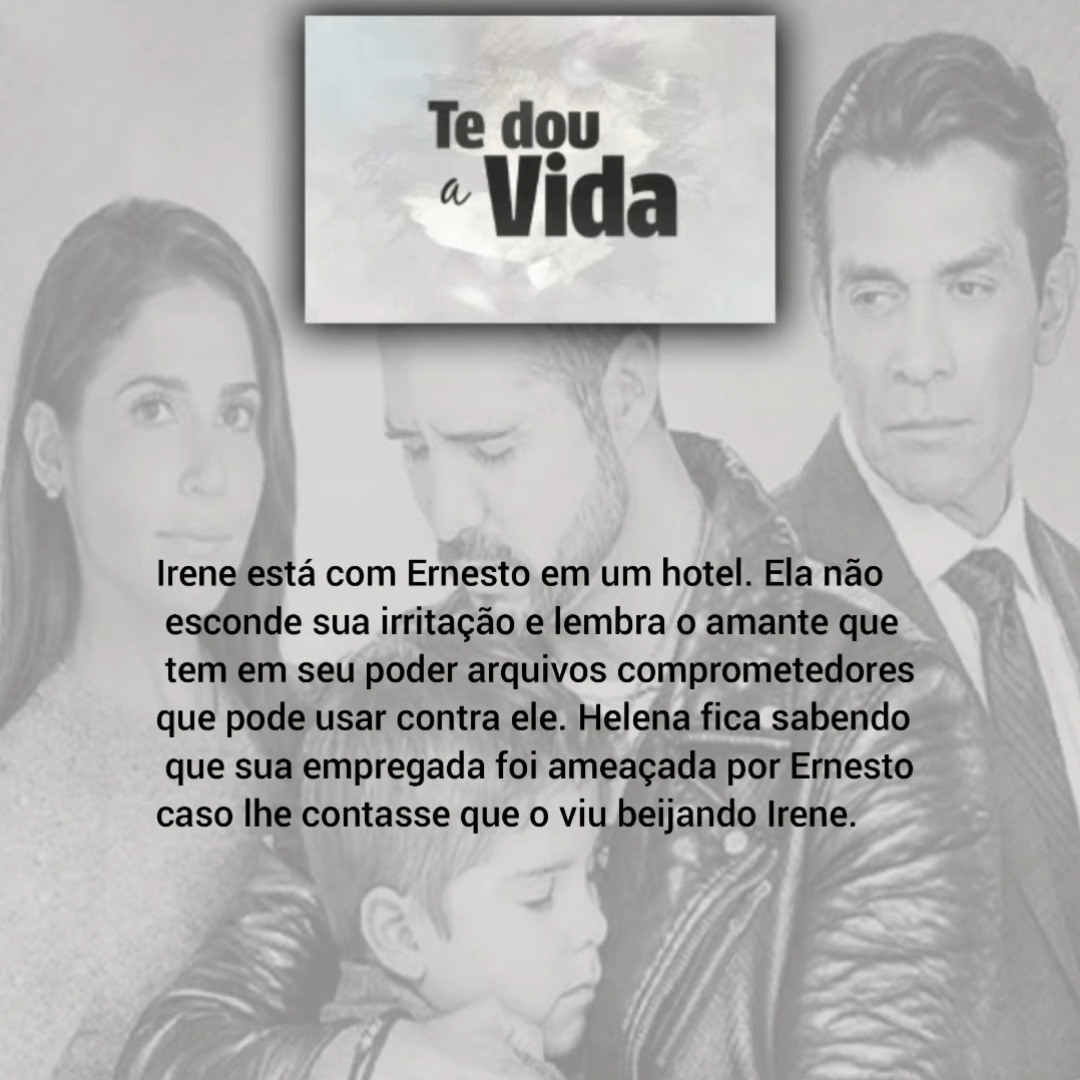 Te dou
a Vida
Irene está com Ernesto em um hotel. Ela não
esconde sua irritação e lembra o amante que
tem em seu poder arquivos comprometedores
que pode usar contra ele. Helena fica sabendo
que sua empregada foi ameaçada por Ernesto
caso lhe contasse que o viu beijando Irene.